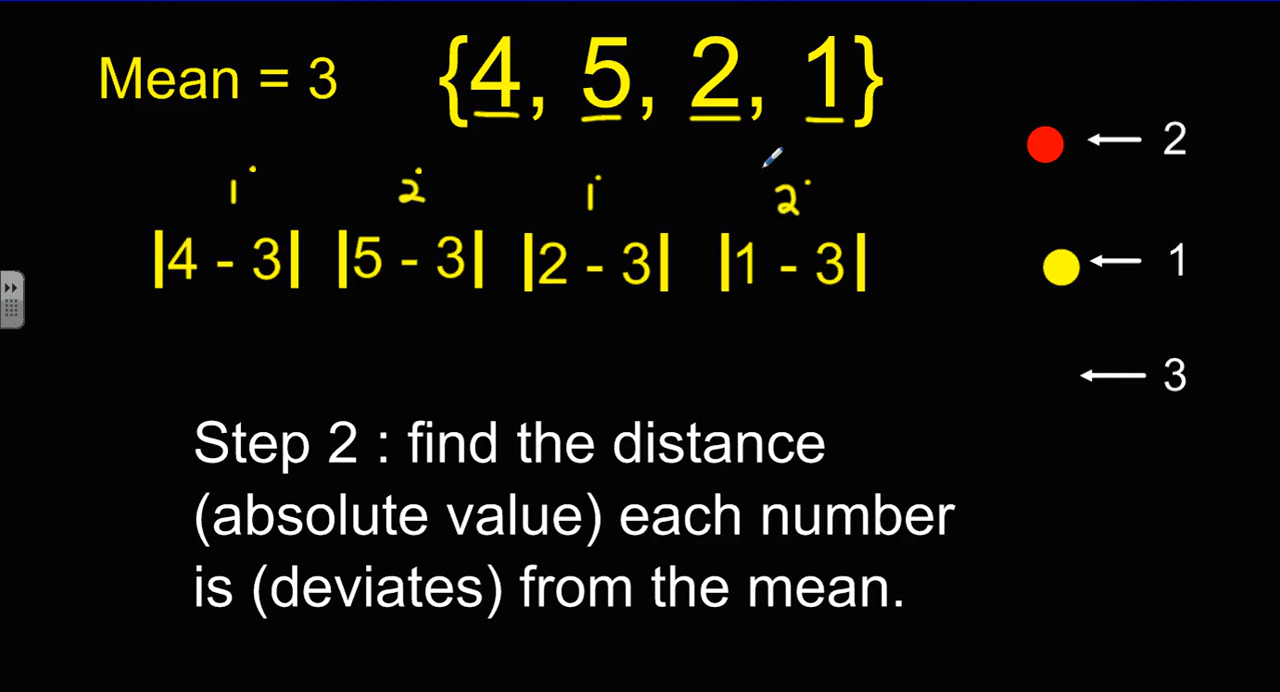 Mean = 3 {4, 5, 2, 1}
← 2
1 2 1 2
|4 - 3| |5 - 3| |2 - 3| |1 - 3|
← 1
← 3
Step 2 : find the distance
(absolute value) each number
is (deviates) from the mean.